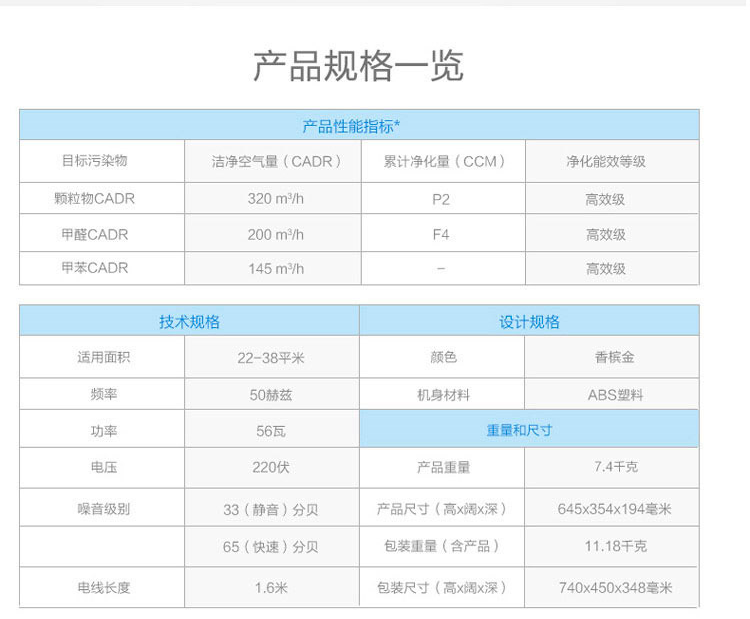 产品规格一览
产品性能指标*
目标污染物 洁净空气量（CADR） 累计净化量（CCM） 净化能效等级
颗粒物CADR 320 m³/h P2 高效级
甲醛CADR 200 m³/h F4 高效级
甲苯CADR 145 m³/h – 高效级
技术规格 设计规格
适用面积 22–38平米 颜色 香槟金
频率 50赫兹 机身材料 ABS塑料
功率 56瓦 重量和尺寸
电压 220伏 产品重量 7.4千克
噪音级别 33（静音）分贝 产品尺寸（高x阔x深） 645x354x194毫米
65（快速）分贝 包装重量（含产品） 11.18千克
电线长度 1.6米 包装尺寸（高x阔x深） 740x450x348毫米